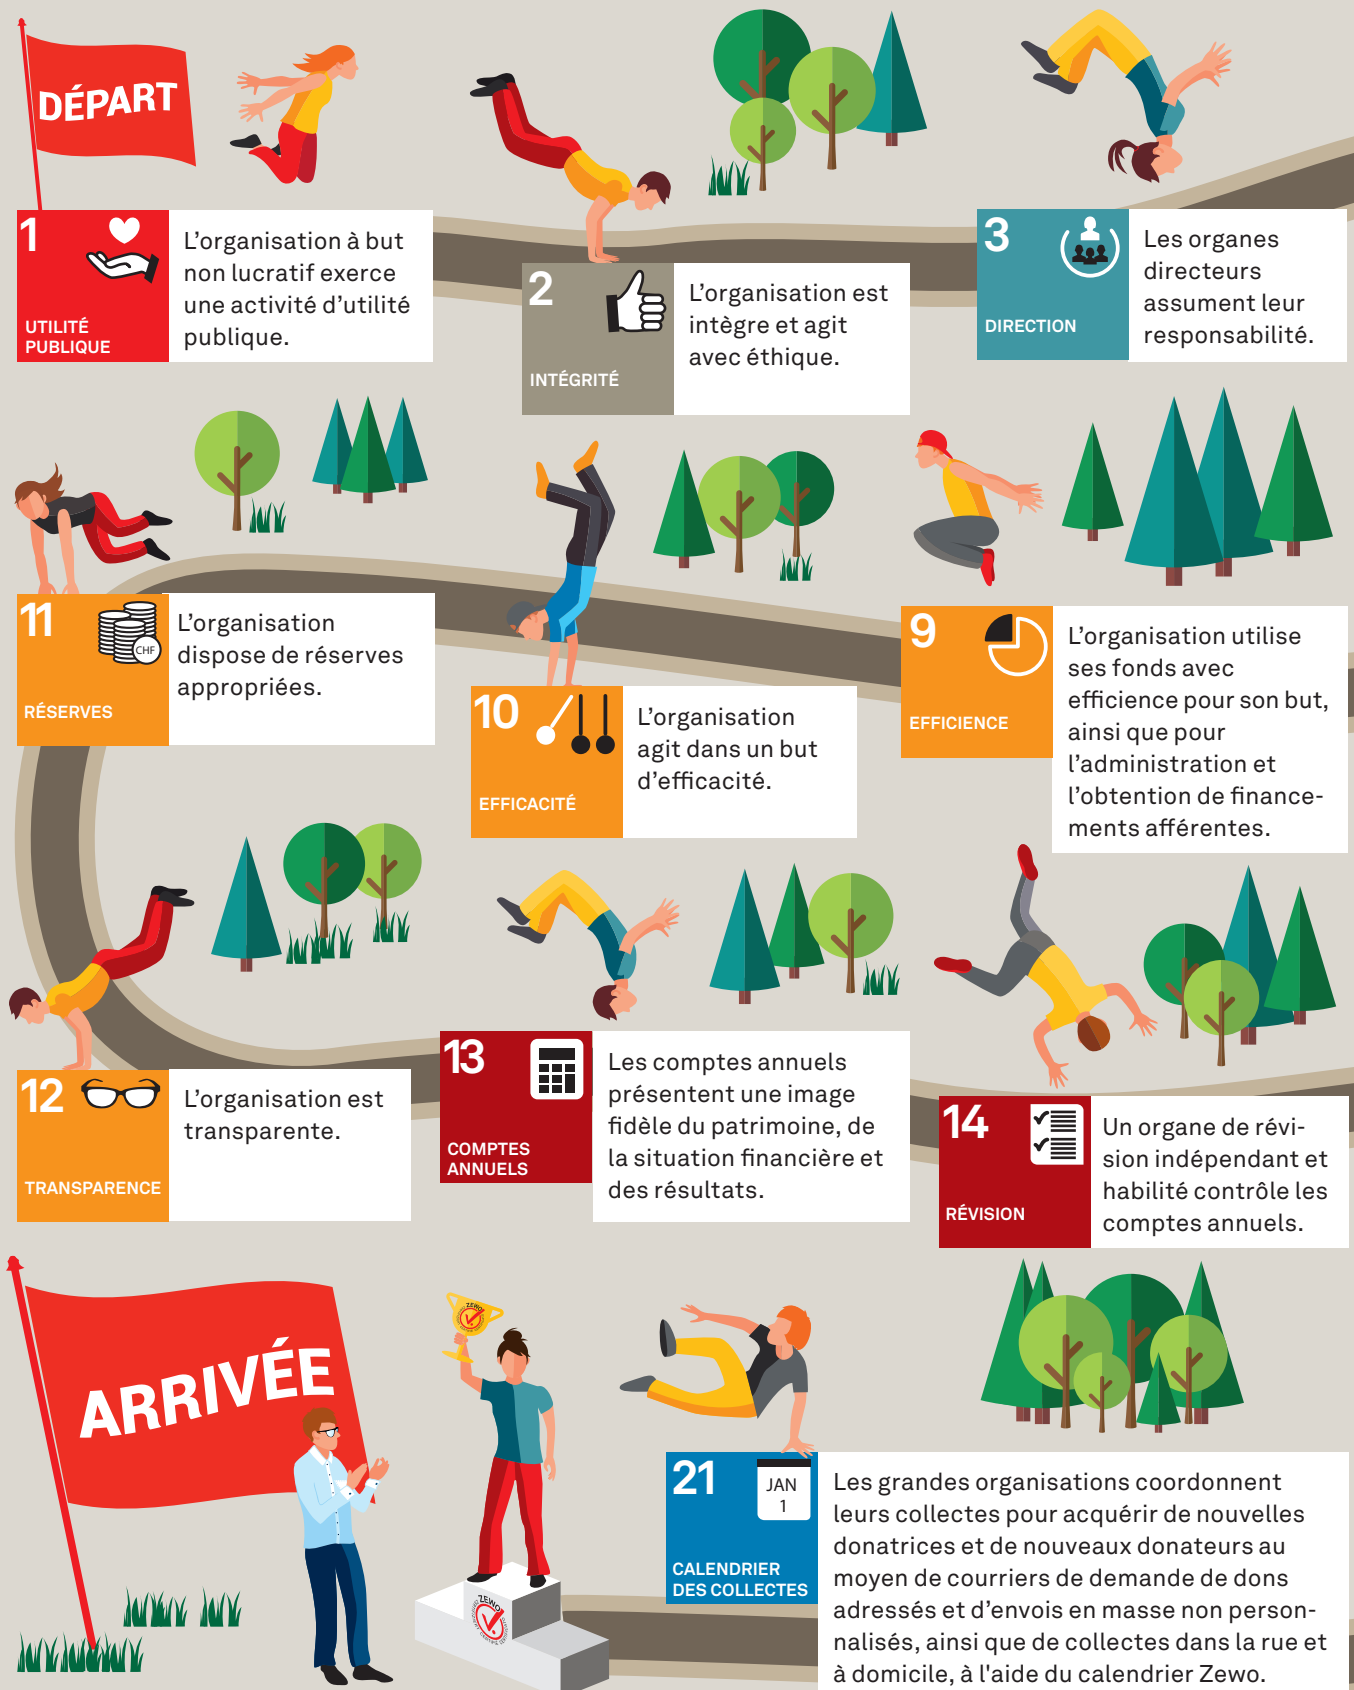 DÉPART
1
UTILITÉ
PUBLIQUE
L'organisation à but
non lucratif exerce
une activité d'utilité
publique.
2
INTÉGRITÉ
L'organisation est
intègre et agit
avec éthique.
3
DIRECTION
Les organes
directeurs
assument leur
responsabilité.
11
CHF
RÉSERVES
L'organisation
dispose de réserves
appropriées.
10
EFFICACITÉ
L'organisation
agit dans un but
d'efficacité.
9
EFFICIENCE
L'organisation utilise
ses fonds avec
efficience pour son but,
ainsi que pour
l'administration et
l'obtention de finance-
ments afférentes.
12
TRANSPARENCE
L'organisation est
transparente.
13
COMPTES
ANNUELS
Les comptes annuels
présentent une image
fidèle du patrimoine, de
la situation financière et
des résultats.
14
RÉVISION
Un organe de révi-
sion indépendant et
habilité contrôle les
comptes annuels.
ARRIVÉE
ZEWO
ZEWO
21
JAN
1
CALENDRIER
DES COLLECTES
Les grandes organisations coordonnent
leurs collectes pour acquérir de nouvelles
donatrices et de nouveaux donateurs au
moyen de courriers de demande de dons
adressés et d'envois en masse non person-
nalisés, ainsi que de collectes dans la rue et
à domicile, à l'aide du calendrier Zewo.